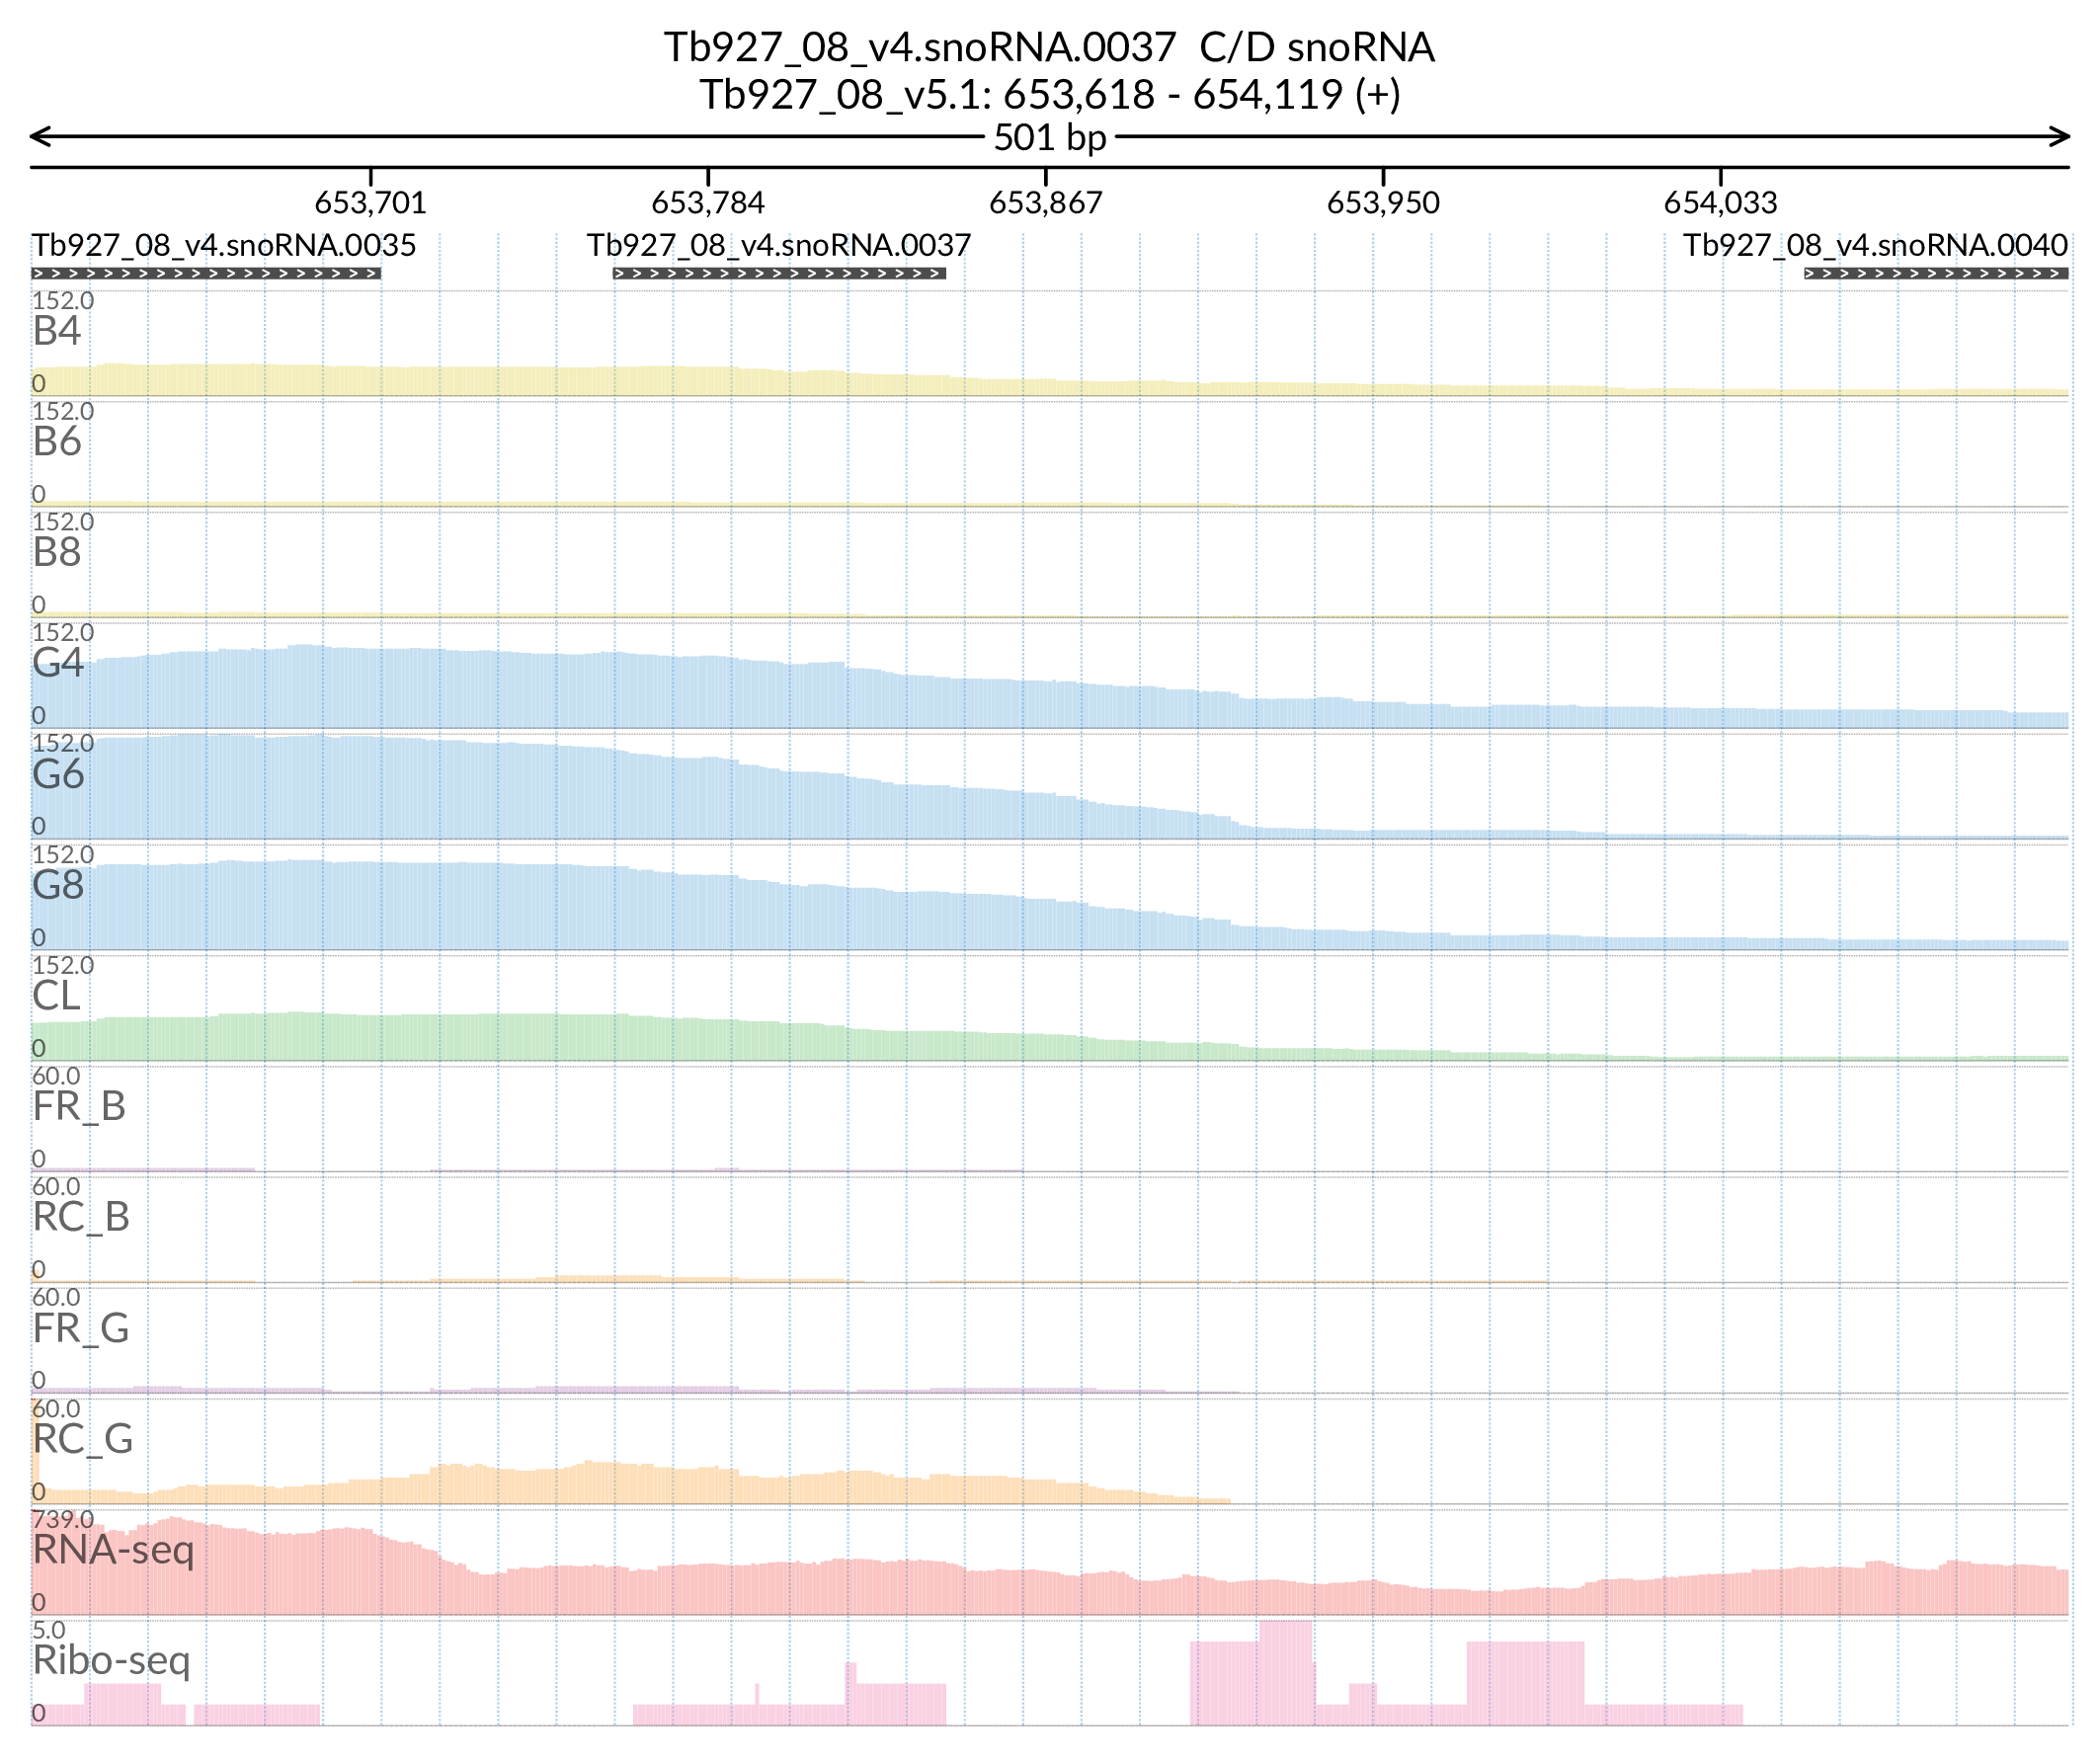 Tb927_08_v4.snoRNA.0037 C/D snoRNA
Tb927_08_v5.1: 653,618 - 654,119 (+)
501 bp
653,701 653,784 653,867 653,950 654,033
Tb927_08_v4.snoRNA.0035 Tb927_08_v4.snoRNA.0037 Tb927_08_v4.snoRNA.0040
152.0
B4
0
152.0
B6
0
152.0
B8
0
152.0
G4
0
152.0
G6
0
152.0
G8
0
152.0
CL
0
60.0
FR_B
0
60.0
RC_B
0
60.0
FR_G
0
60.0
RC_G
0
739.0
RNA-seq
0
5.0
Ribo-seq
0